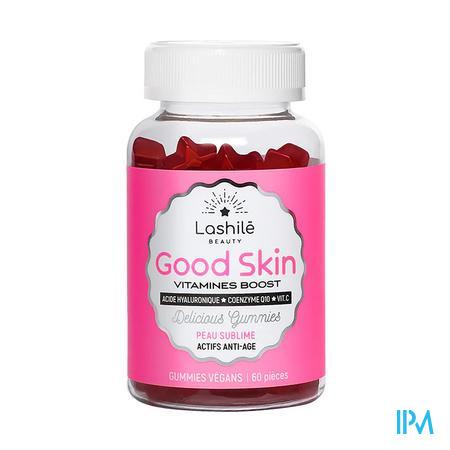 Lashilé
BEAUTY
Good Skin
VITAMINES BOOST
ACIDE HYALURONIQUE ★ COENZYME Q10 ★ VIT.C
Delicious Gummies
PEAU SUBLIME
ACTIFS ANTI-AGE
GUMMIES VÉGANS | 60 pièces
IPM